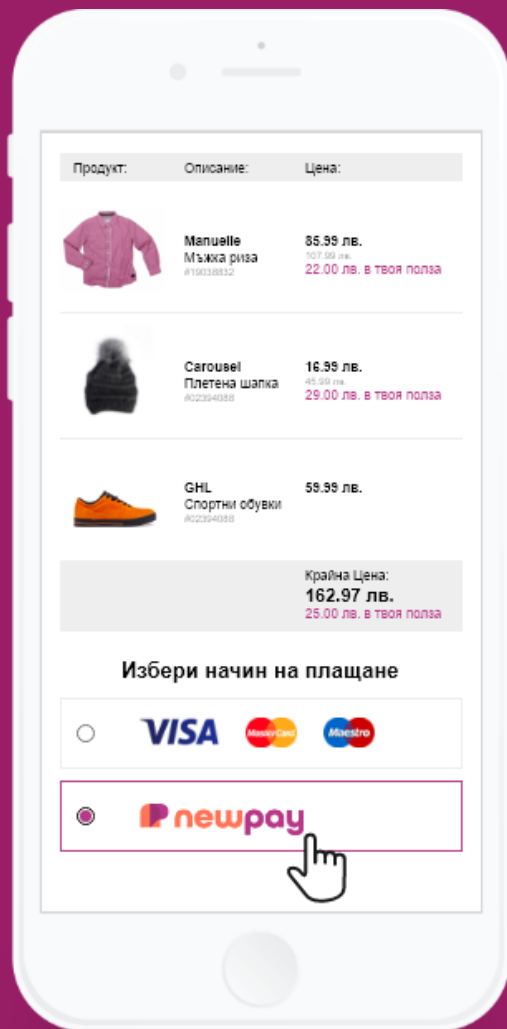 Продукт: Описание: Цена:
Manuelle 85.99 лв.
Мъжка риза 107.99 лв.
#19038832 22.00 лв. в твоя полза
Carousel 16.99 лв.
Плетена шапка 45.99 лв.
#02394088 29.00 лв. в твоя полза
GHL 59.99 лв.
Спортни обувки
#02394088
Крайна Цена:
162.97 лв.
25.00 лв. в твоя полза
Избери начин на плащане
VISA MasterCard Maestro
newpay